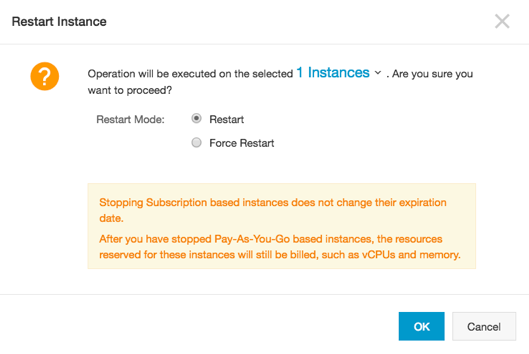 Restart Instance
Operation will be executed on the selected 1 Instances . Are you sure you
want to proceed?
Restart Mode: Restart
Force Restart
Stopping Subscription based instances does not change their expiration
date.
After you have stopped Pay-As-You-Go based instances, the resources
reserved for these instances will still be billed, such as vCPUs and memory.
OK Cancel